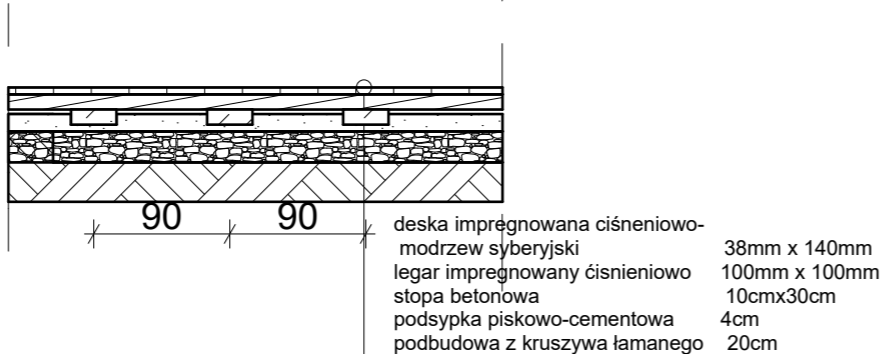 90 90
deska impregnowana ciśneniowo-
modrzew syberyjski 38mm x 140mm
legar impregnowany ćisnieniowo 100mm x 100mm
stopa betonowa 10cmx30cm
podsypka piskowo-cementowa 4cm
podbudowa z kruszywa łamanego 20cm